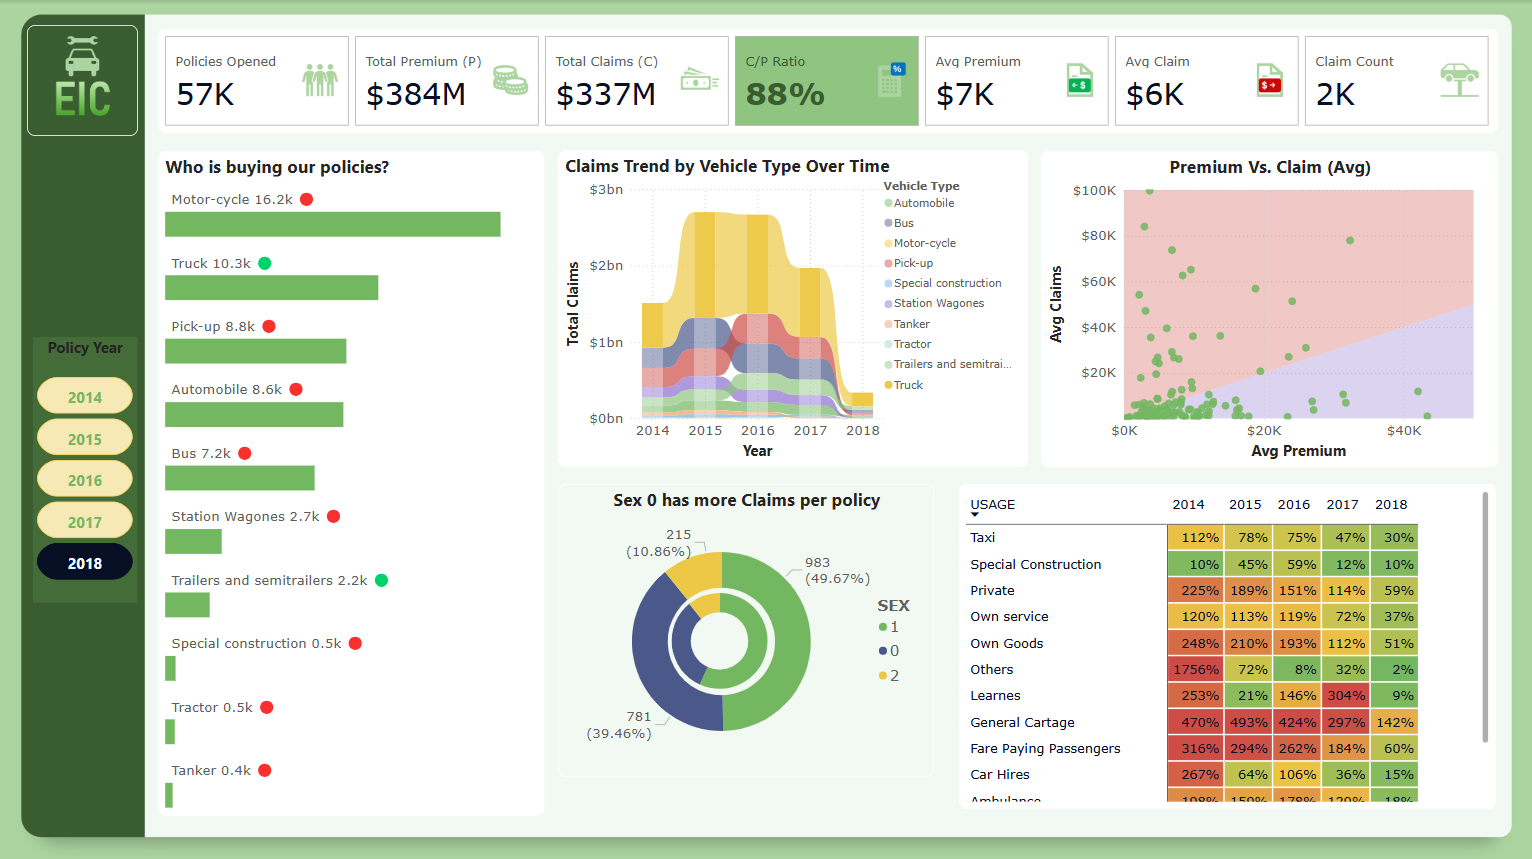 EIC
Policies Opened
57K
Total Premium (P)
$384M
Total Claims (C)
$337M
C/P Ratio
88%
%
Avg Premium
$7K
$
Avg Claim
$6K
$
Claim Count
2K
Policy Year
2014
2015
2016
2017
2018
Who is buying our policies?
Motor-cycle 16.2k
Truck 10.3k
Pick-up 8.8k
Automobile 8.6k
Bus 7.2k
Station Wagones 2.7k
Trailers and semitrailers 2.2k
Special construction 0.5k
Tractor 0.5k
Tanker 0.4k
Claims Trend by Vehicle Type Over Time
Total Claims
$3bn
$2bn
$1bn
$0bn
2014 2015 2016 2017 2018
Year
Vehicle Type
Automobile
Bus
Motor-cycle
Pick-up
Special construction
Station Wagones
Tanker
Tractor
Trailers and semitrai...
Truck
Premium Vs. Claim (Avg)
Avg Claims
$100K
$80K
$60K
$40K
$20K
$0K $20K $40K
Avg Premium
Sex 0 has more Claims per policy
215
(10.86%)
983
(49.67%)
781
(39.46%)
SEX
1
0
2
USAGE 2014 2015 2016 2017 2018
Taxi 112% 78% 75% 47% 30%
Special Construction 10% 45% 59% 12% 10%
Private 225% 189% 151% 114% 59%
Own service 120% 113% 119% 72% 37%
Own Goods 248% 210% 193% 112% 51%
Others 1756% 72% 8% 32% 2%
Learnes 253% 21% 146% 304% 9%
General Cartage 470% 493% 424% 297% 142%
Fare Paying Passengers 316% 294% 262% 184% 60%
Car Hires 267% 64% 106% 36% 15%
Ambulance 198% 159% 178% 129% 18%